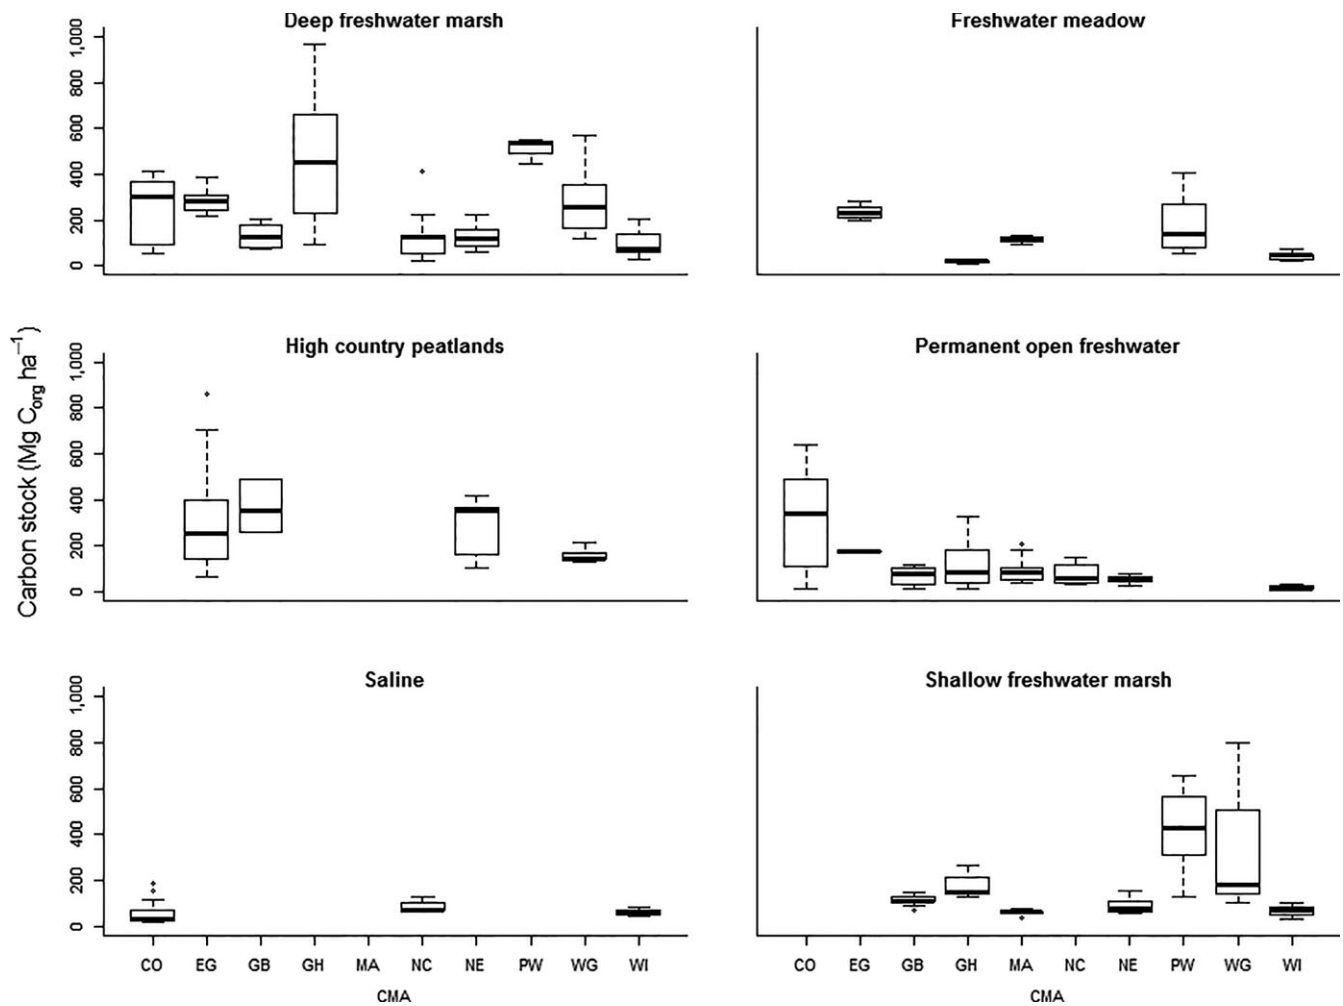 Deep freshwater marsh
Freshwater meadow
1,000
800
600
400
200
0
High country peatlands
Permanent open freshwater
1,000
800
600
400
200
0
Carbon stock (Mg Corg ha−1)
Saline
Shallow freshwater marsh
1,000
800
600
400
200
0
CO EG GB GH MA NC NE PW WG WI
CO EG GB GH MA NC NE PW WG WI
CMA
CMA